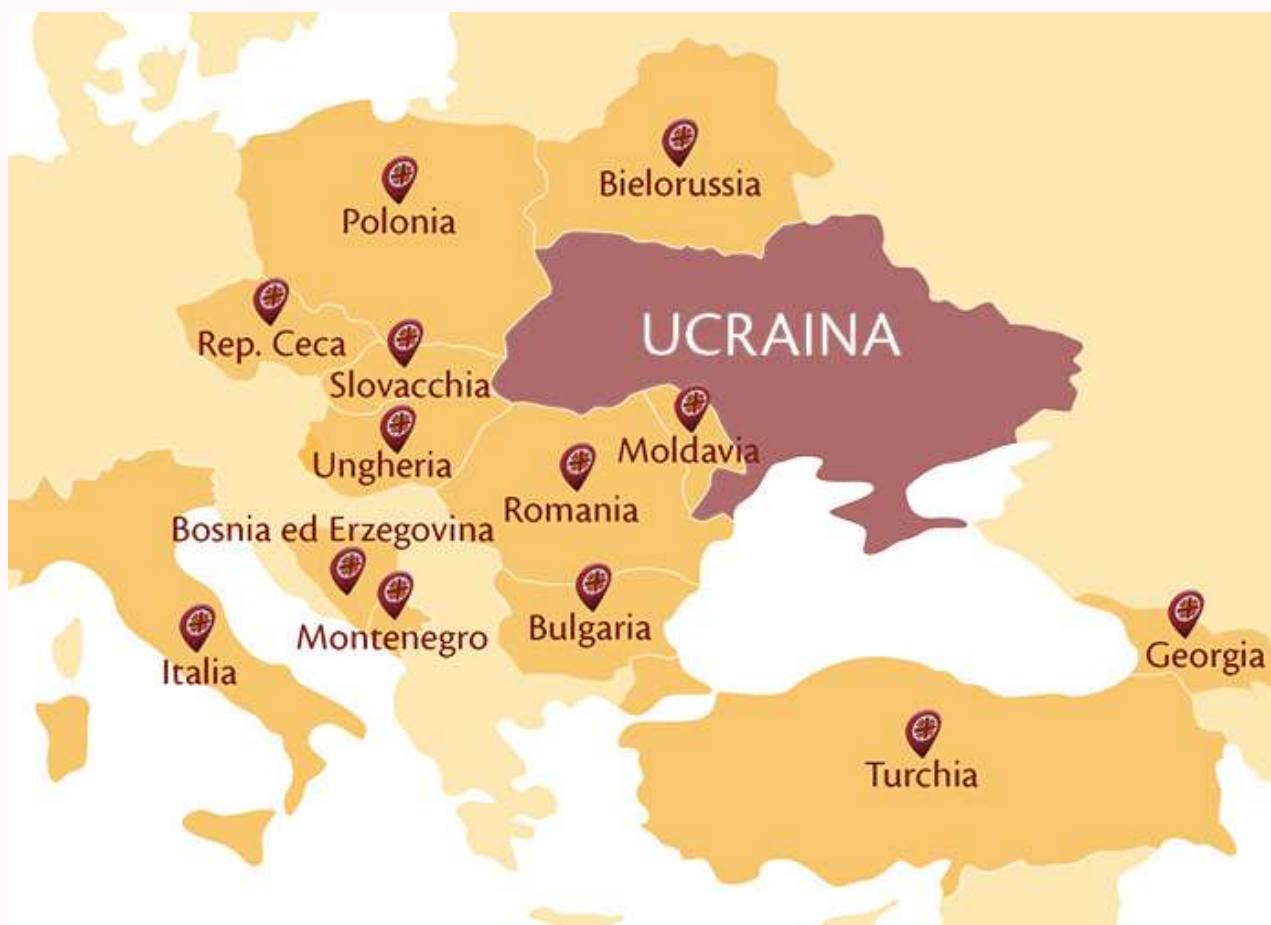 Bielorussia
Polonia
UCRAINA
Rep. Ceca
Slovacchia
Moldavia
Ungheria
Romania
Bosnia ed Erzegovina
Bulgaria
Montenegro
Georgia
Italia
Turchia